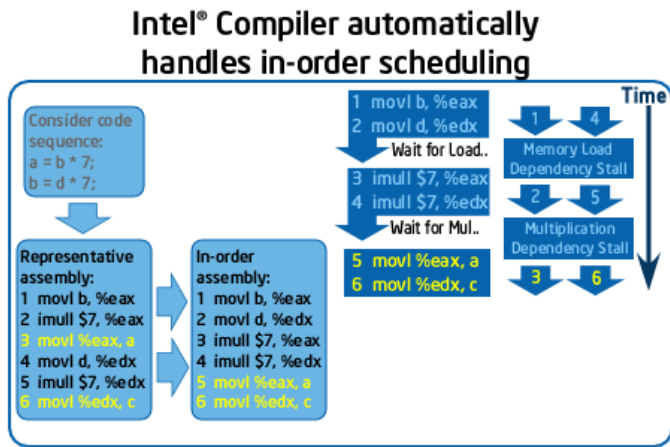 Intel® Compiler automatically
handles in-order scheduling
Consider code
sequence:
a = b * 7;
b = d * 7;
Representative
assembly:
1 movl b, %eax
2 imull $7, %eax
3 movl %eax, a
4 movl d, %edx
5 imull $7, %edx
6 movl %edx, c
In-order
assembly:
1 movl b, %eax
2 movl d, %edx
3 imull $7, %eax
4 imull $7, %edx
5 movl %eax, a
6 movl %edx, c
1 movl b, %eax
2 movl d, %edx
Wait for Load..
3 imull $7, %eax
4 imull $7, %edx
Wait for Mul..
5 movl %eax, a
6 movl %edx, c
Time
1 4
Memory Load
Dependency Stall
2 5
Multiplication
Dependency Stall
3 6